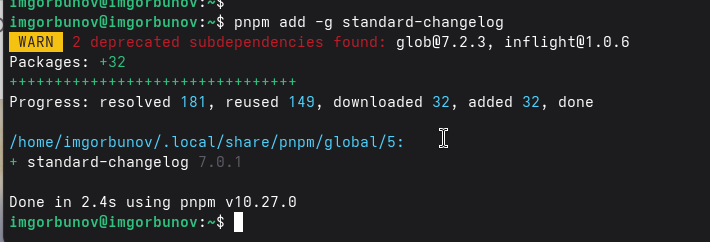 imgorbunov@imgorbunov:~$
imgorbunov@imgorbunov:~$ pnpm add -g standard-changelog
WARN 2 deprecated subdependencies found: glob@7.2.3, inflight@1.0.6
Packages: +32
++++++++++++++++++++++++++++++++
Progress: resolved 181, reused 149, downloaded 32, added 32, done
/home/imgorbunov/.local/share/pnpm/global/5:
+ standard-changelog 7.0.1
Done in 2.4s using pnpm v10.27.0
imgorbunov@imgorbunov:~$